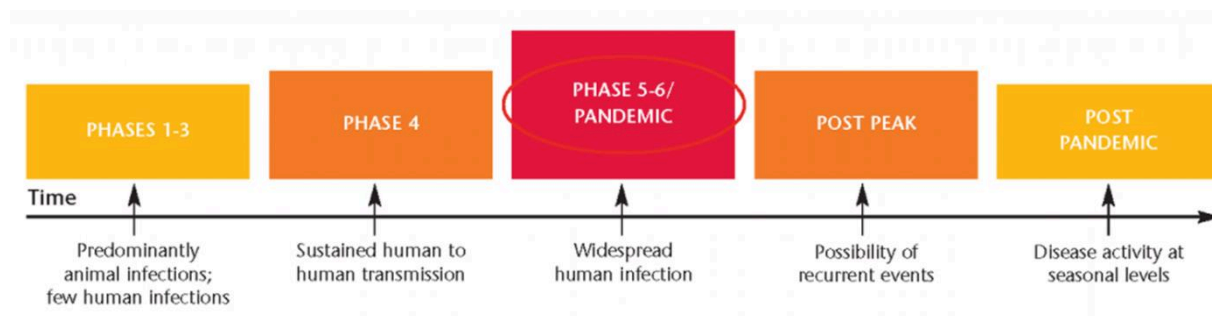 PHASES 1-3
PHASE 4
PHASE 5-6/
PANDEMIC
POST PEAK
POST
PANDEMIC
Time
Predominantly
animal infections;
few human infections
Sustained human to
human transmission
Widespread
human infection
Possibility of
recurrent events
Disease activity at
seasonal levels